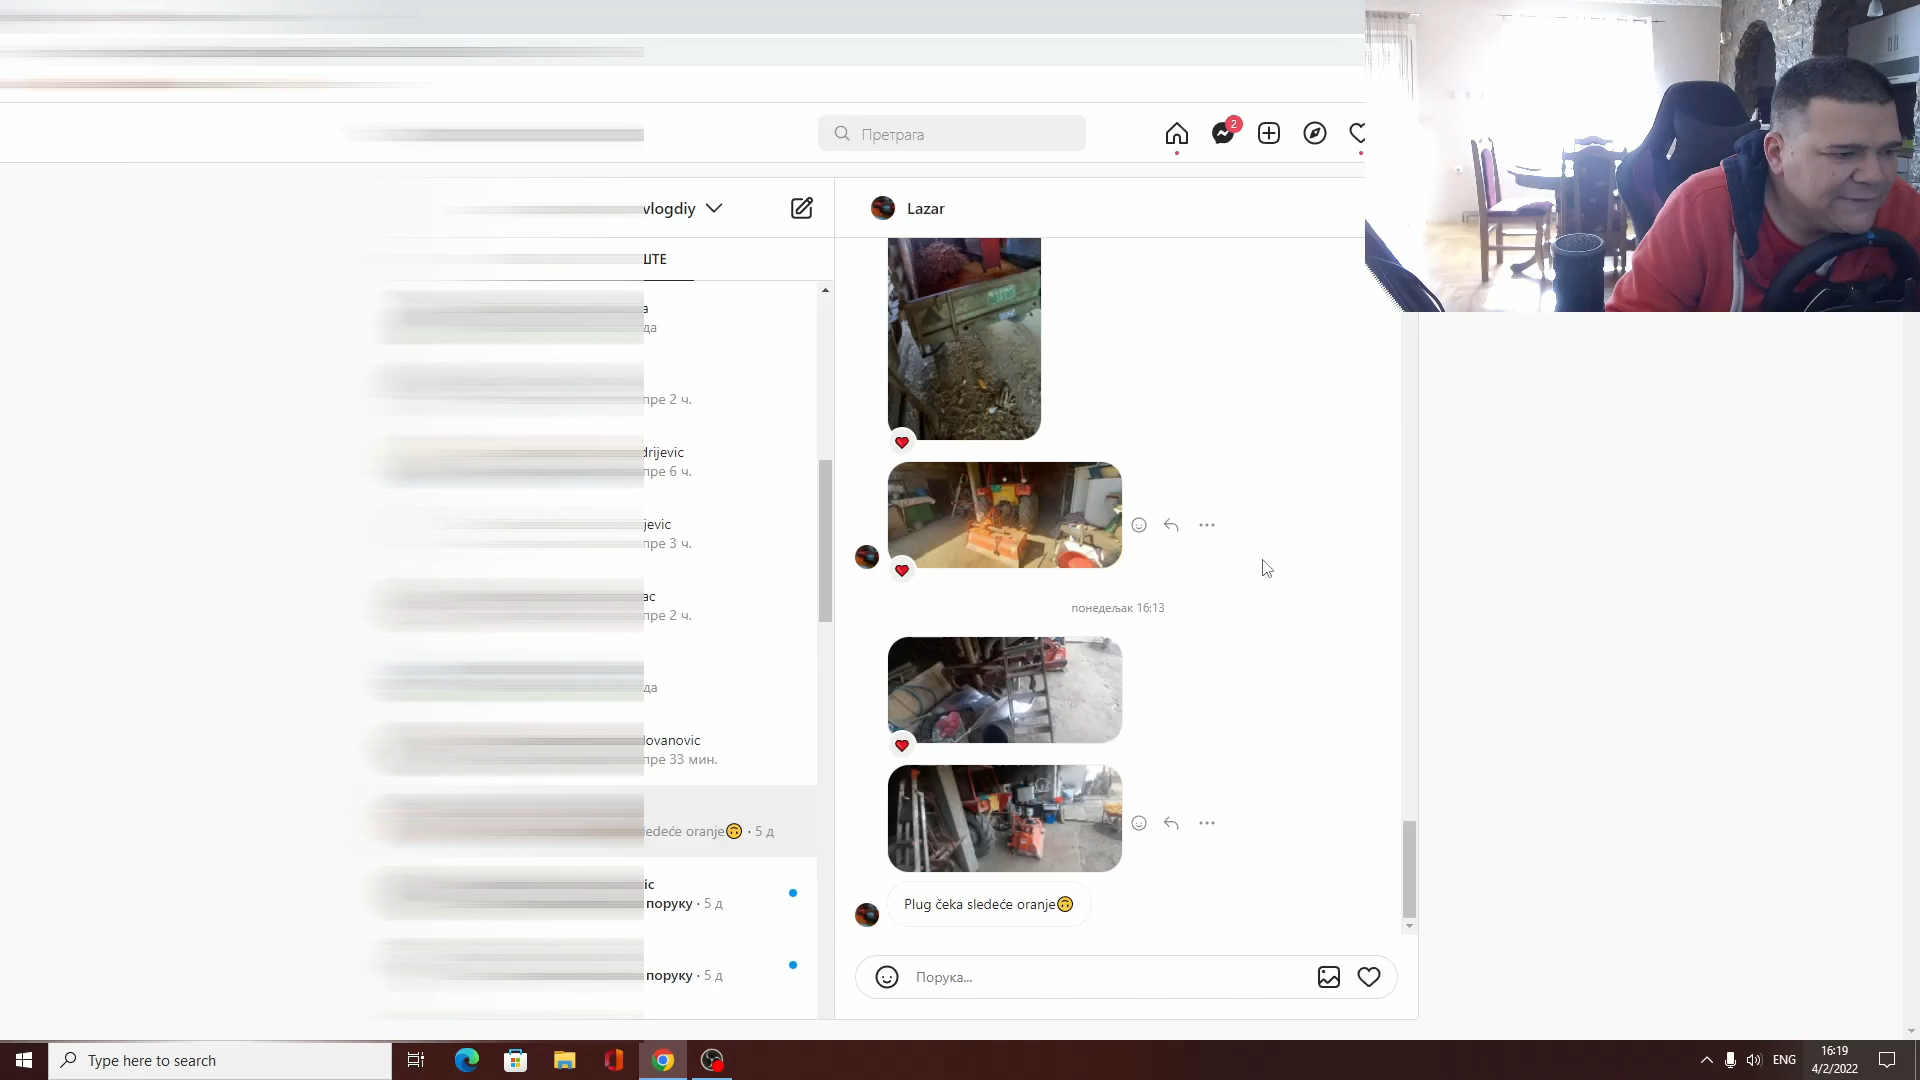 Претрага
2
vlogdiy
Lazar
ШТЕ
а
да
пре 2 ч.
drijevic
пре 6 ч.
jevic
пре 3 ч.
ac
пре 2 ч.
да
lovanovic
пре 33 мин.
edeće oranje🙃 · 5 д
ic
поруку · 5 д
поруку · 5 д
понедељак 16:13
Plug čeka sledeće oranje🙃
Порука...
Type here to search
ENG
16:19
4/2/2022